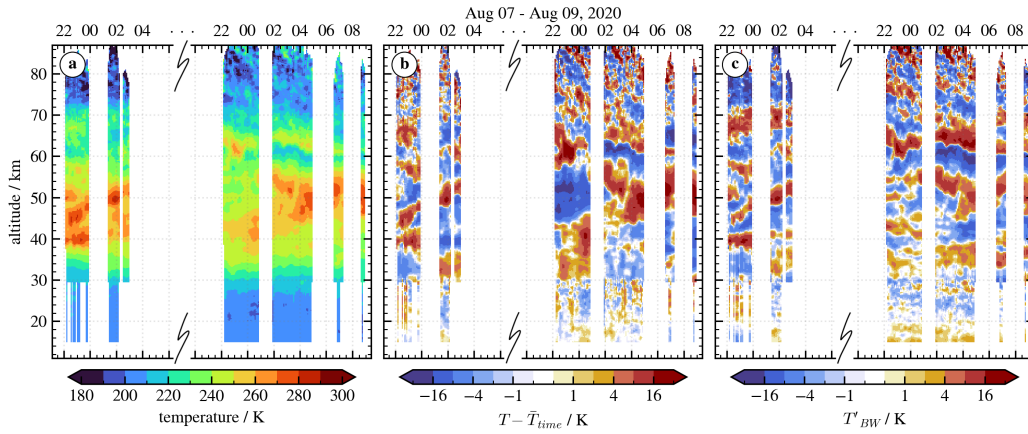 Aug 07 - Aug 09, 2020
22 00 02 04 . . . 22 00 02 04 06 08
22 00 02 04 . . . 22 00 02 04 06 08
22 00 02 04 . . . 22 00 02 04 06 08
altitude / km
80
70
60
50
40
30
20
a
b
c
180 200 220 240 260 280 300
temperature / K
−16 −4 −1 1 4 16
T − T̄time / K
−16 −4 −1 1 4 16
T′BW / K